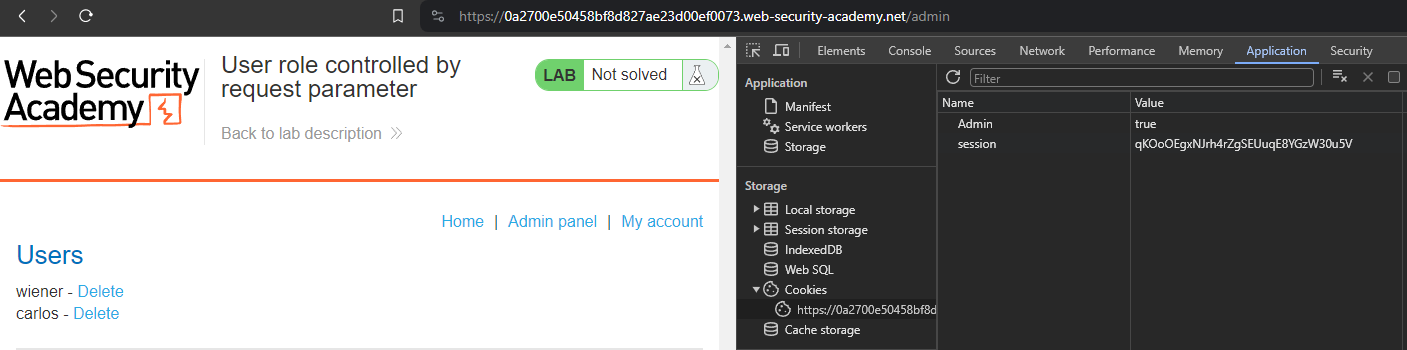 https://0a2700e50458bf8d827ae23d00ef0073.web-security-academy.net/admin
Web Security
Academy
User role controlled by
request parameter
Back to lab description
LAB Not solved
Home | Admin panel | My account
Users
wiener - Delete
carlos - Delete
Elements Console Sources Network Performance Memory Application Security
Application
Manifest
Service workers
Storage
Storage
Local storage
Session storage
IndexedDB
Web SQL
Cookies
https://0a2700e50458bf8d
Cache storage
Filter
Name Value
Admin true
session qKOoOEgxNJrh4rZgSEUuqE8YGzW30u5V